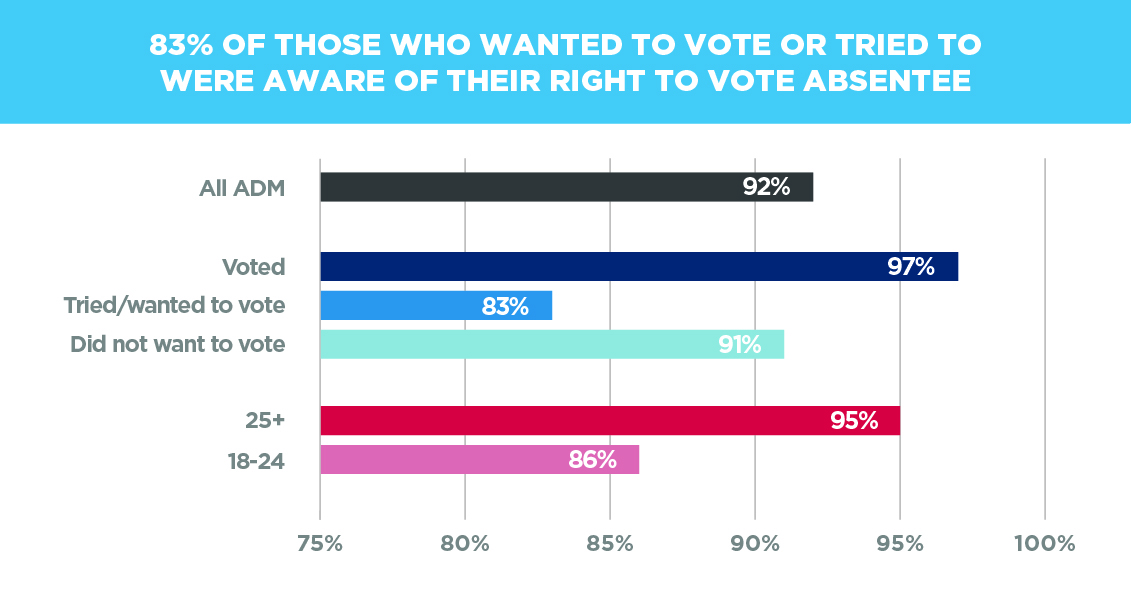 83% OF THOSE WHO WANTED TO VOTE OR TRIED TO
WERE AWARE OF THEIR RIGHT TO VOTE ABSENTEE
All ADM
92%
Voted
97%
Tried/wanted to vote
83%
Did not want to vote
91%
25+
95%
18-24
86%
75% 80% 85% 90% 95% 100%